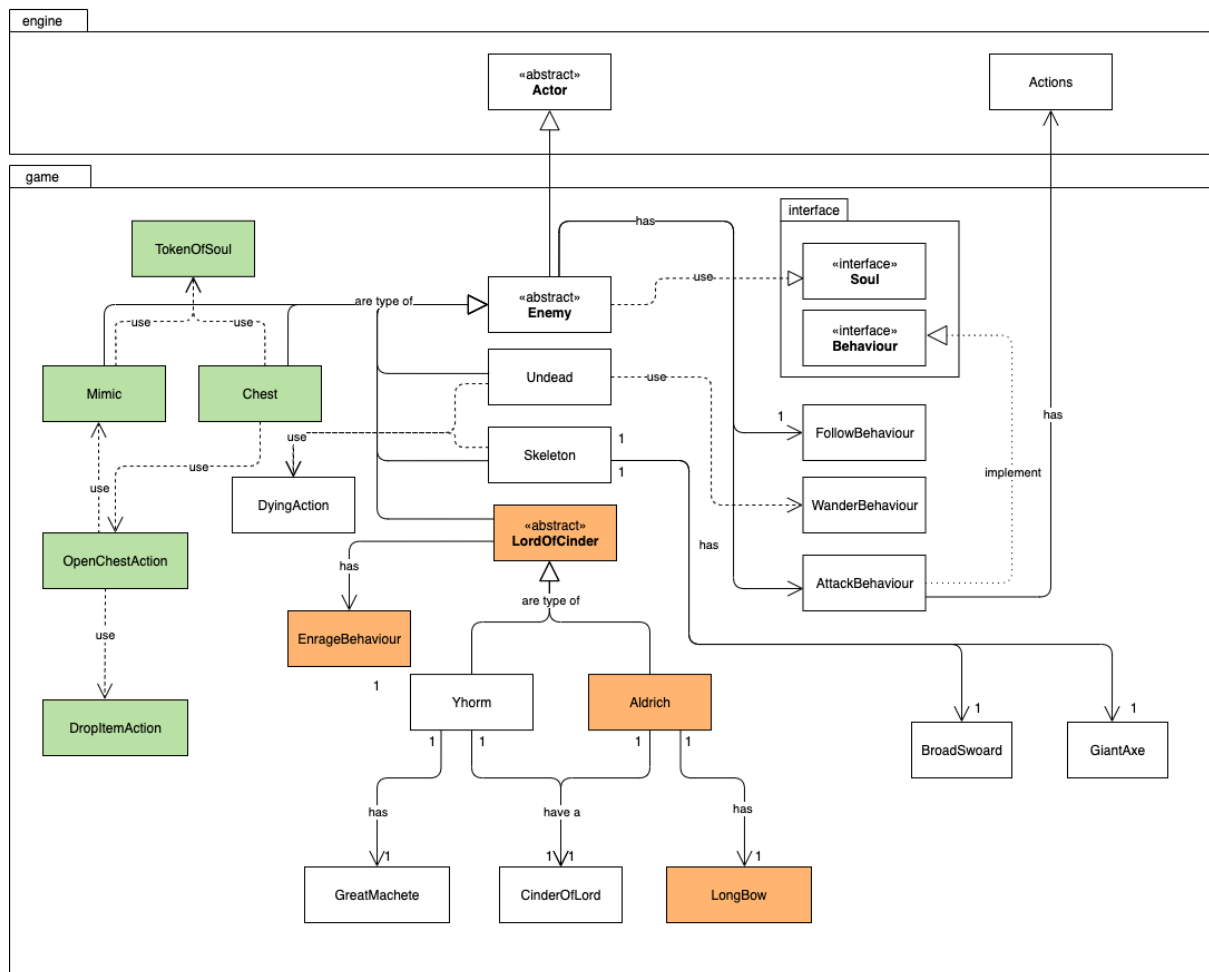 engine
«abstract»
Actor
Actions
game
interface
TokenOfSoul
has
«interface»
Soul
use
«abstract»
Enemy
are type of
use
use
«interface»
Behaviour
Undead
use
Mimic
Chest
1
has
FollowBehaviour
use
1
Skeleton
1
use
implement
use
DyingAction
WanderBehaviour
«abstract»
LordOfCinder
has
OpenChestAction
has
AttackBehaviour
are type of
use
EnrageBehaviour
1
Yhorm
Aldrich
DropItemAction
1
1
1
1
1
1
BroadSwoard
GiantAxe
has
have a
has
1
1
1
1
GreatMachete
CinderOfLord
LongBow